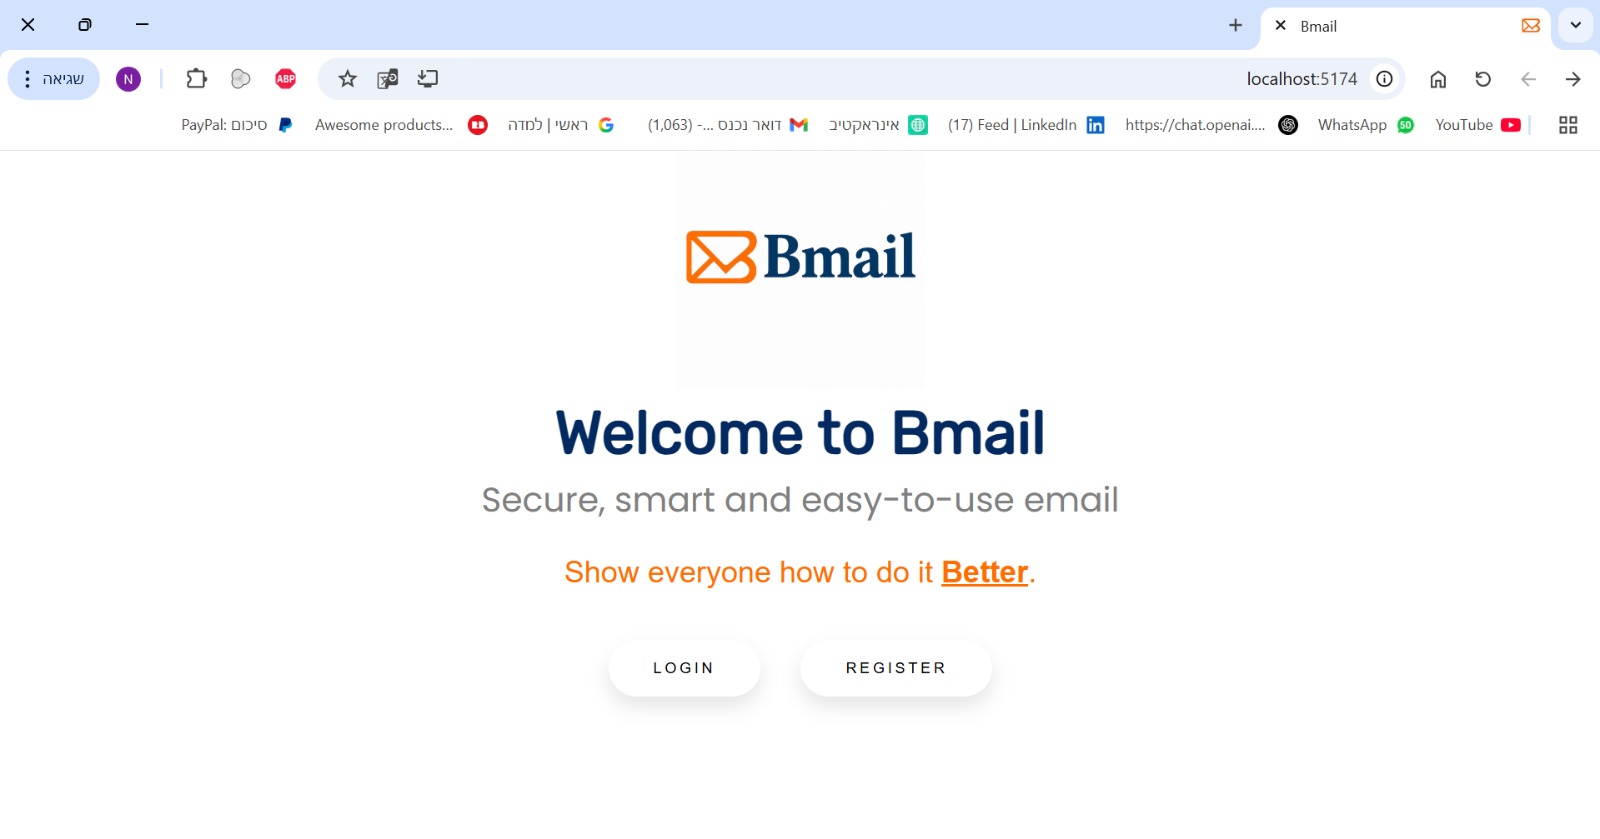 Bmail
שגיאה
N
ABP
localhost:5174
YouTube
WhatsApp
50
https://chat.openai....
(17) Feed | LinkedIn
in
אינראקטיב
דואר נכנס ...- (1,063)
ראשי | למדה
Awesome products...
PayPal: סיכום
Bmail
Welcome to Bmail
Secure, smart and easy-to-use email
Show everyone how to do it Better.
LOGIN
REGISTER